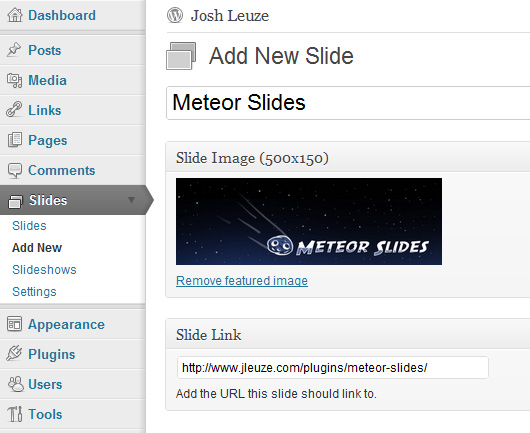 Dashboard
Posts
Media
Links
Pages
Comments
Slides
Slides
Add New
Slideshows
Settings
Appearance
Plugins
Users
Tools
Josh Leuze
Add New Slide
Meteor Slides
Slide Image (500x150)
METEOR SLIDES
Remove featured image
Slide Link
http://www.jleuze.com/plugins/meteor-slides/
Add the URL this slide should link to.